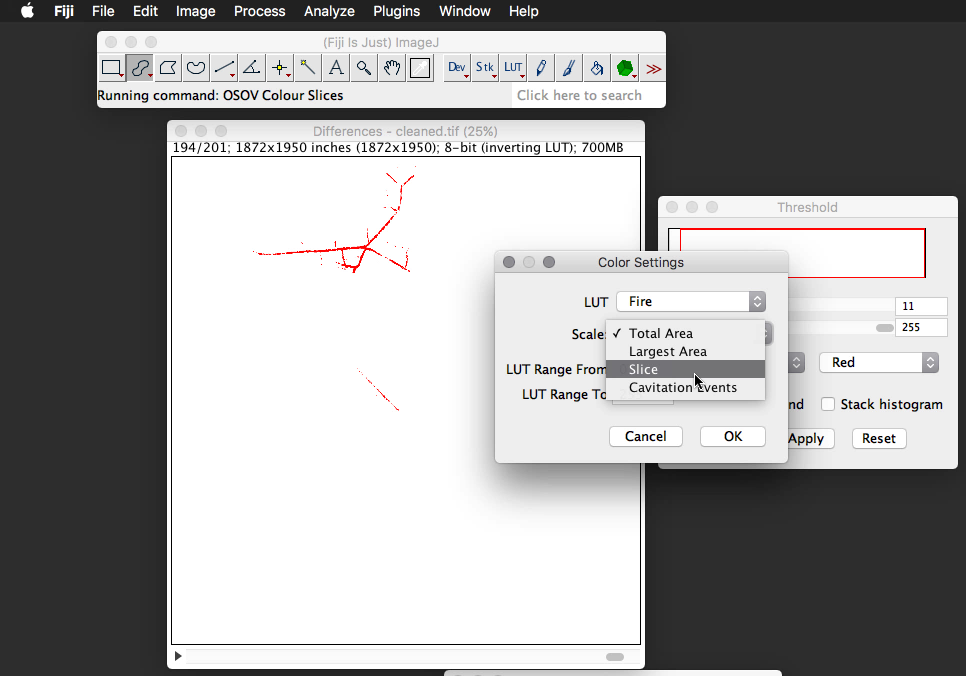 Fiji File Edit Image Process Analyze Plugins Window Help
(Fiji Is Just) ImageJ
A Dev Stk LUT
Running command: OSOV Colour Slices
Click here to search
Differences - cleaned.tif (25%)
194/201; 1872x1950 inches (1872x1950); 8-bit (inverting LUT); 700MB
Threshold
11
255
Red
nd
Stack histogram
Apply
Reset
Color Settings
LUT Fire
Scale:
✓ Total Area
Largest Area
Slice
Cavitation Events
LUT Range From
LUT Range To
Cancel
OK